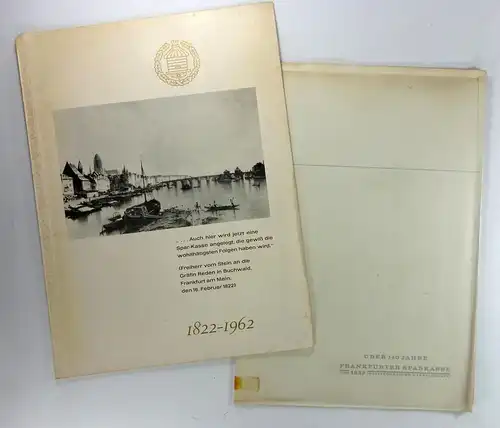 . . . Auch hier wird jetzt eine
Spar-Kasse angelegt, die gewiß die
wohlthätigsten Folgen haben wird."
(Freiherr vom Stein an die
Gräfin Reden in Buchwald,
Frankfurt am Main,
den 19. Februar 1822)
1822-1962
ÜBER 140 JAHRE
FRANKFURTER SPARKASSE